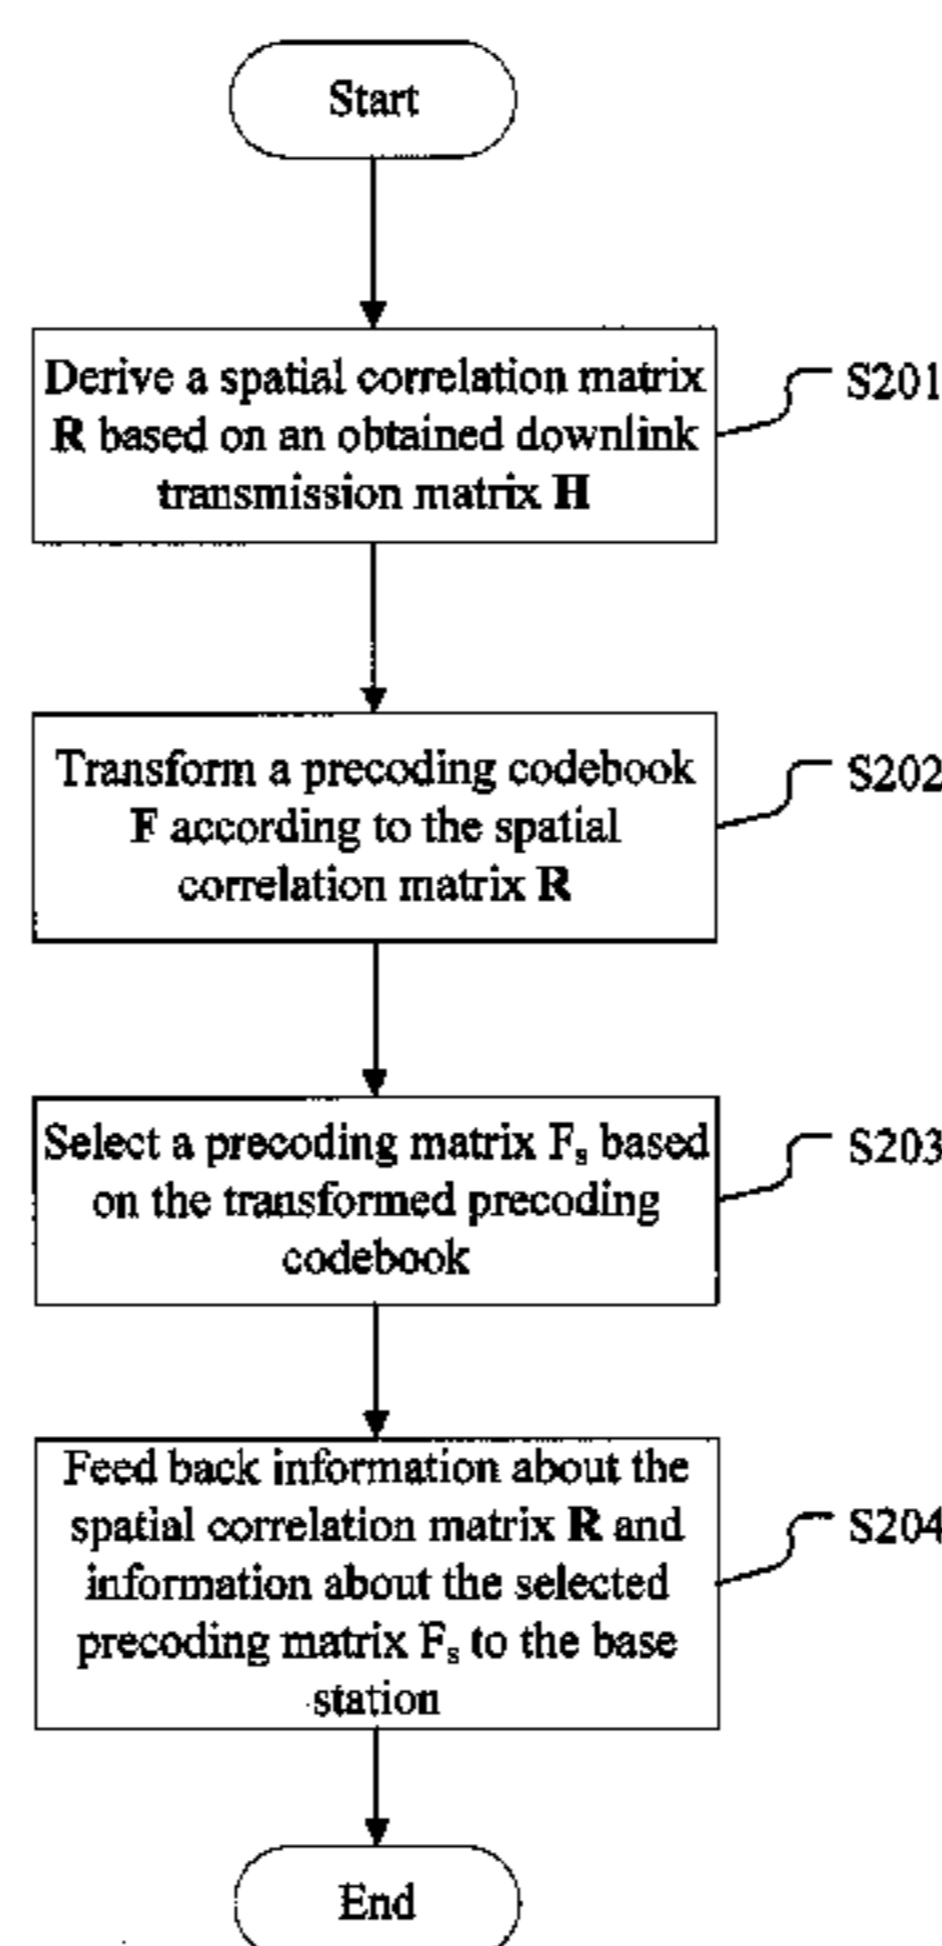 Start
Derive a spatial correlation matrix
R based on an obtained downlink
transmission matrix H
S201
Transform a precoding codebook
F according to the spatial
correlation matrix R
S202
Select a precoding matrix Fs based
on the transformed precoding
codebook
S203
Feed back information about the
spatial correlation matrix R and
information about the selected
precoding matrix Fs to the base
station
S204
End